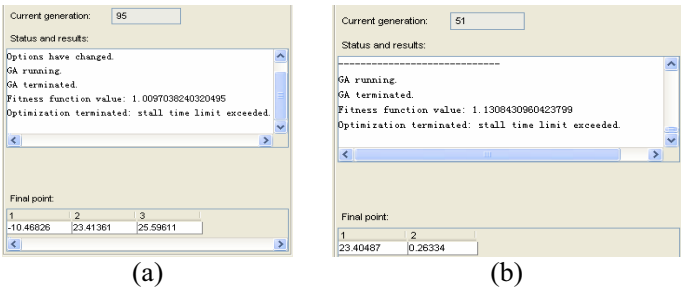 Current generation: 95
Status and results:
Options have changed.
GA running.
GA terminated.
Fitness function value: 1.0097038240320495
Optimization terminated: stall time limit exceeded.
Final point:
1 2 3
-10.46826 23.41361 25.59611
(a)
Current generation: 51
Status and results:
------------------------------
GA running.
GA terminated.
Fitness function value: 1.1308430960423799
Optimization terminated: stall time limit exceeded.
Final point:
1 2
23.40487 0.26334
(b)